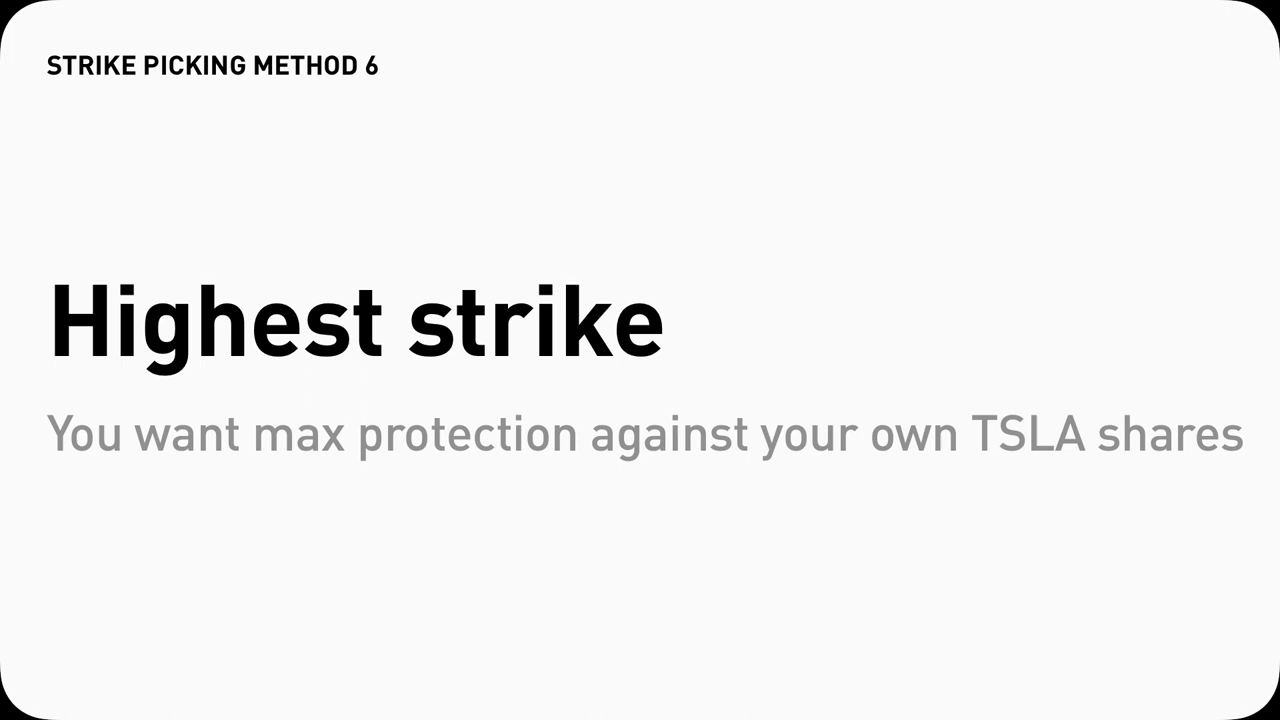 STRIKE PICKING METHOD 6
Highest strike
You want max protection against your own TSLA shares